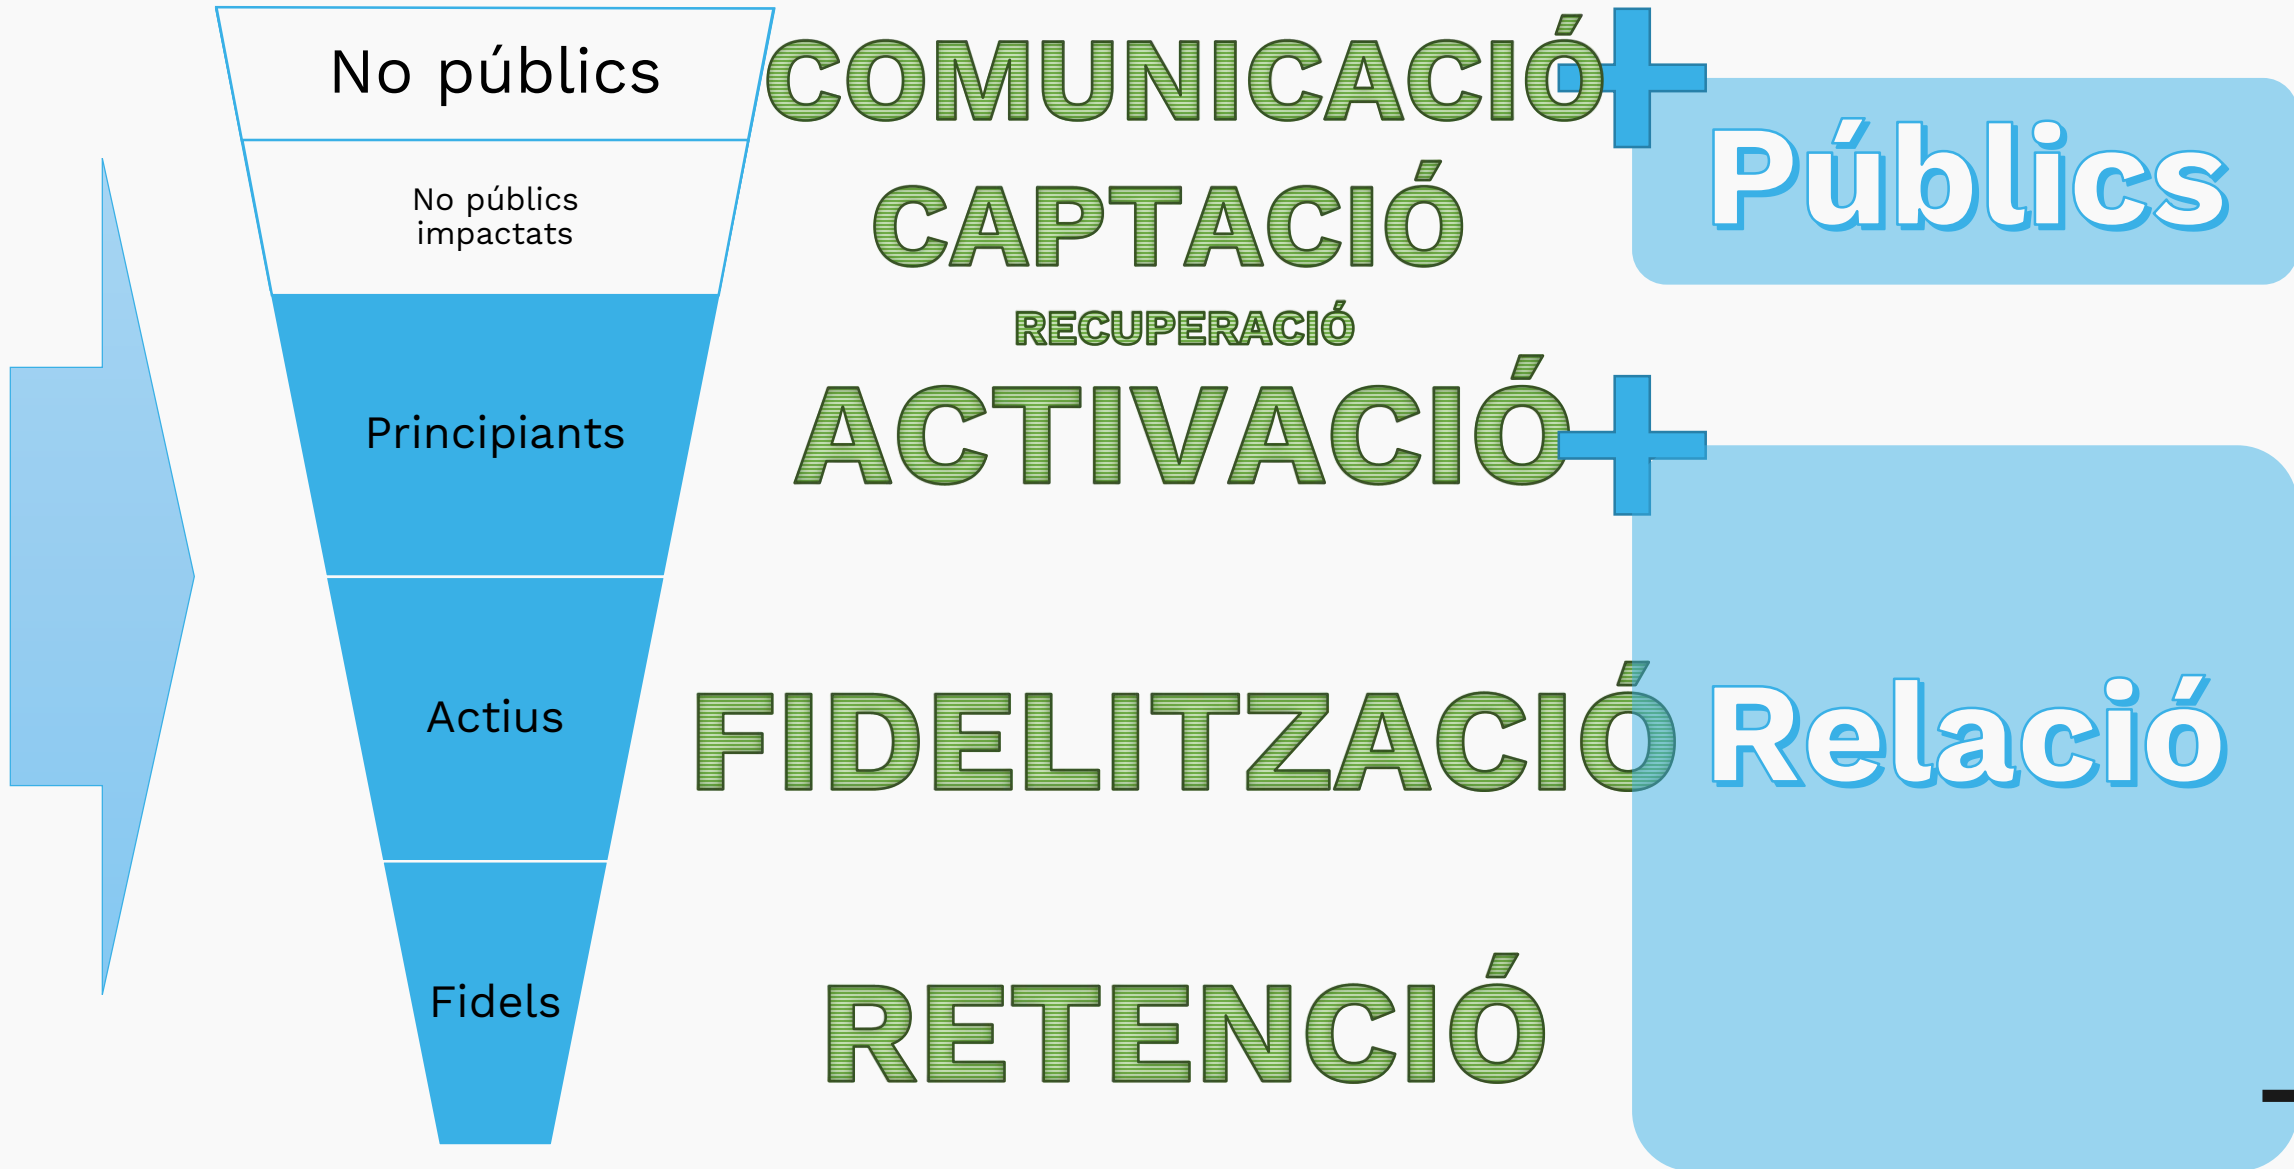 No públics
COMUNICACIÓ
Públics
No públics
impactats
CAPTACIÓ
RECUPERACIÓ
Principiants
ACTIVACIÓ
Actius
FIDELITZACIÓ
Relació
Fidels
RETENCIÓ